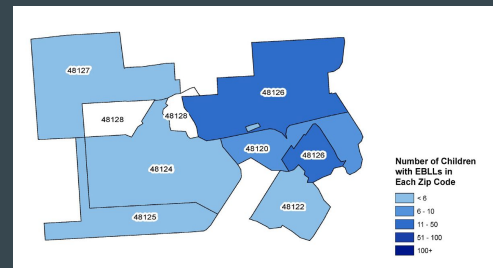 48127
48126
48128
48128
48120
48126
48124
48122
48125
Number of Children
with EBLLs in
Each Zip Code
< 6
6 - 10
11 - 50
51 - 100
100+